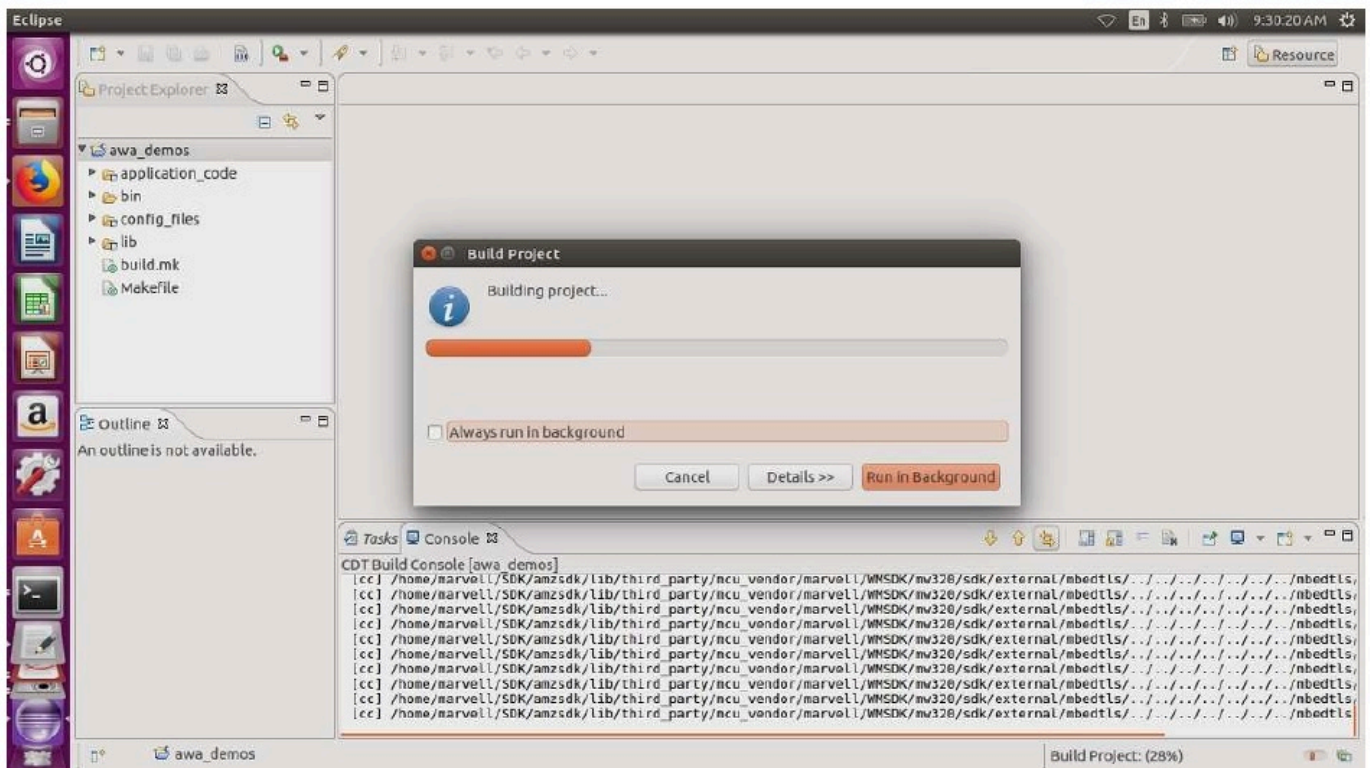 Eclipse
En
9:30:20 AM
Resource
Project Explorer
awa_demos
application_code
bin
config_files
lib
build.mk
Makefile
Outline
An outline is not available.
Build Project
Building project...
Always run in background
Cancel
Details >>
Run in Background
Tasks
Console
CDT Build Console [awa_demos]
[cc] /home/marvell/SDK/amzsdk/lib/third_party/mcu_vendor/marvell/WMSDK/mw320/sdk/external/mbedtls/../../../../../../mbedtls/
[cc] /home/marvell/SDK/amzsdk/lib/third_party/mcu_vendor/marvell/WMSDK/mw320/sdk/external/mbedtls/../../../../../../mbedtls/
[cc] /home/marvell/SDK/amzsdk/lib/third_party/mcu_vendor/marvell/WMSDK/mw320/sdk/external/mbedtls/../../../../../../mbedtls/
[cc] /home/marvell/SDK/amzsdk/lib/third_party/mcu_vendor/marvell/WMSDK/mw320/sdk/external/mbedtls/../../../../../../mbedtls/
[cc] /home/marvell/SDK/amzsdk/lib/third_party/mcu_vendor/marvell/WMSDK/mw320/sdk/external/mbedtls/../../../../../../mbedtls/
[cc] /home/marvell/SDK/amzsdk/lib/third_party/mcu_vendor/marvell/WMSDK/mw320/sdk/external/mbedtls/../../../../../../mbedtls/
[cc] /home/marvell/SDK/amzsdk/lib/third_party/mcu_vendor/marvell/WMSDK/mw320/sdk/external/mbedtls/../../../../../../mbedtls/
[cc] /home/marvell/SDK/amzsdk/lib/third_party/mcu_vendor/marvell/WMSDK/mw320/sdk/external/mbedtls/../../../../../../mbedtls/
[cc] /home/marvell/SDK/amzsdk/lib/third_party/mcu_vendor/marvell/WMSDK/mw320/sdk/external/mbedtls/../../../../../../mbedtls/
[cc] /home/marvell/SDK/amzsdk/lib/third_party/mcu_vendor/marvell/WMSDK/mw320/sdk/external/mbedtls/../../../../../../mbedtls
awa_demos
Build Project: (28%)